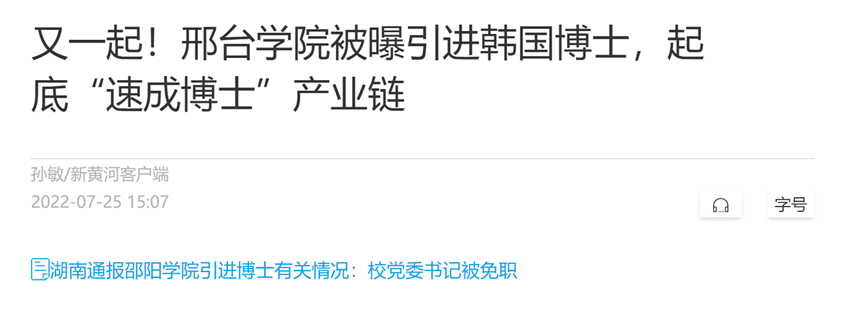 又一起！邢台学院被曝引进韩国博士，起
底“速成博士”产业链
孙敏/新黄河客户端
2022-07-25 15:07
字号
湖南通报邵阳学院引进博士有关情况：校党委书记被免职